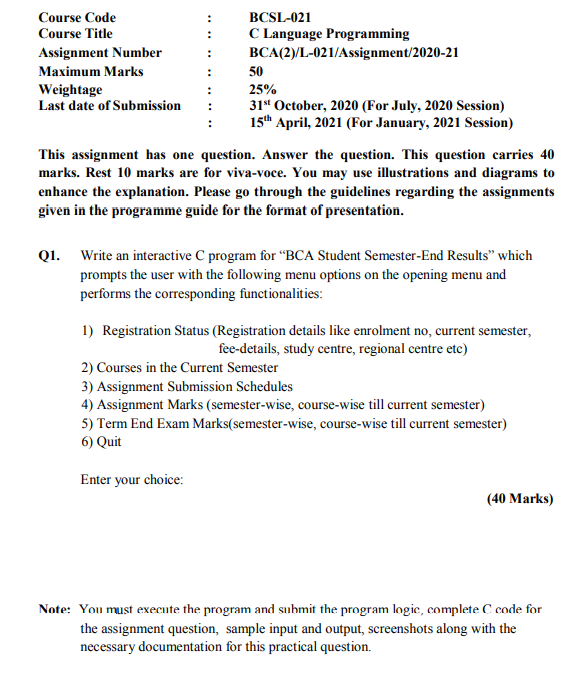 Course Code : BCSL-021
Course Title : C Language Programming
Assignment Number : BCA(2)/L-021/Assignment/2020-21
Maximum Marks : 50
Weightage : 25%
Last date of Submission : 31st October, 2020 (For July, 2020 Session)
: 15th April, 2021 (For January, 2021 Session)
This assignment has one question. Answer the question. This question carries 40
marks. Rest 10 marks are for viva-voce. You may use illustrations and diagrams to
enhance the explanation. Please go through the guidelines regarding the assignments
given in the programme guide for the format of presentation.
Q1. Write an interactive C program for “BCA Student Semester-End Results” which
prompts the user with the following menu options on the opening menu and
performs the corresponding functionalities:
1) Registration Status (Registration details like enrolment no, current semester,
fee-details, study centre, regional centre etc)
2) Courses in the Current Semester
3) Assignment Submission Schedules
4) Assignment Marks (semester-wise, course-wise till current semester)
5) Term End Exam Marks(semester-wise, course-wise till current semester)
6) Quit
Enter your choice:
(40 Marks)
Note: You must execute the program and submit the program logic, complete C code for
the assignment question, sample input and output, screenshots along with the
necessary documentation for this practical question.